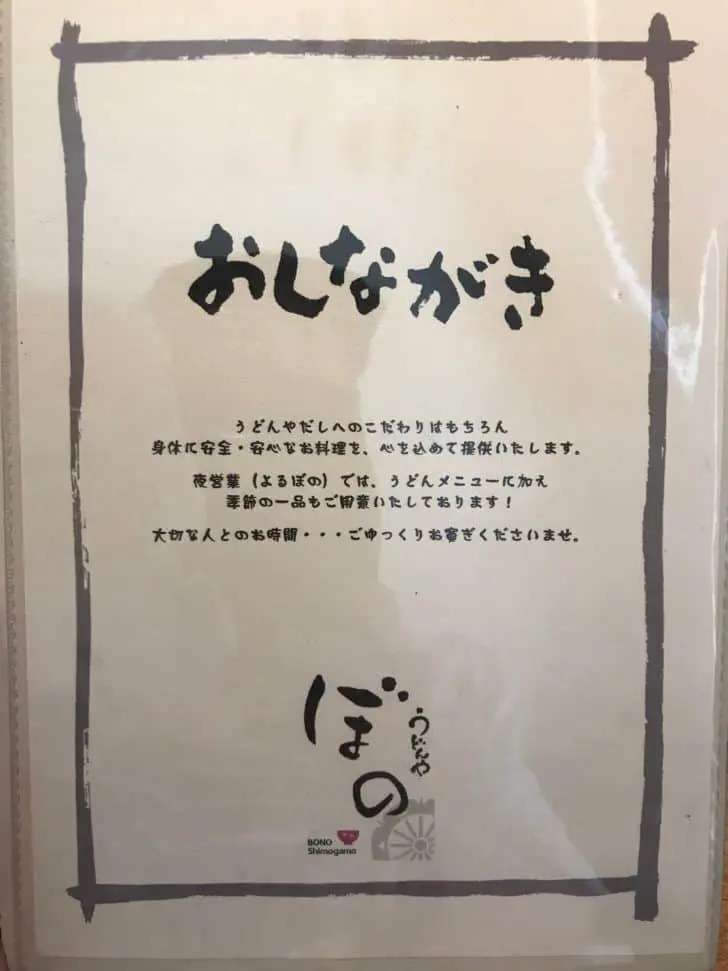 おしながき
うどんやだしへのこだわりはもちろん
身体に安全・安心なお料理を、心を込めて提供いたします。
夜営業（よるぼの）では、うどんメニューに加え
季節の一品もご用意いたしております！
大切な人とのお時間・・・ごゆっくりお寛ぎくださいませ。
うどんや
ぼの
BONO
Shimogamo